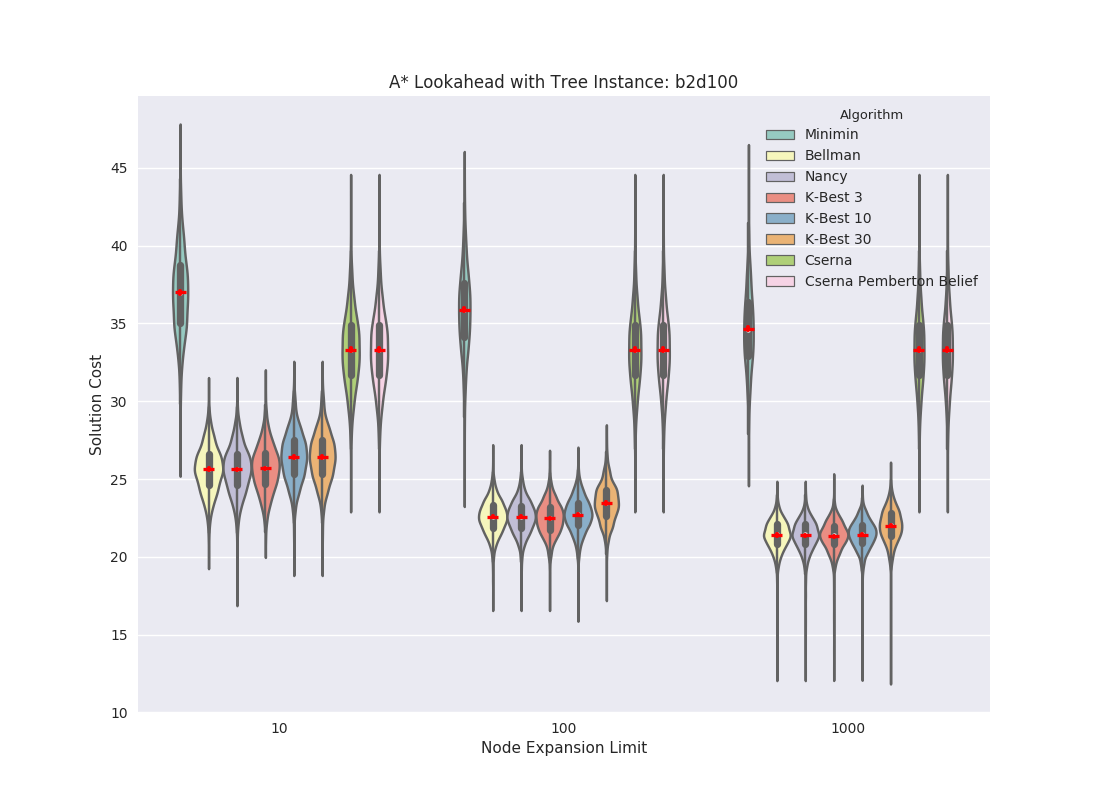 A* Lookahead with Tree Instance: b2d100
Algorithm
Minimin
Bellman
Nancy
K-Best 3
K-Best 10
K-Best 30
Cserna
Cserna Pemberton Belief
45
40
35
30
25
20
15
10
Solution Cost
10 100 1000
Node Expansion Limit